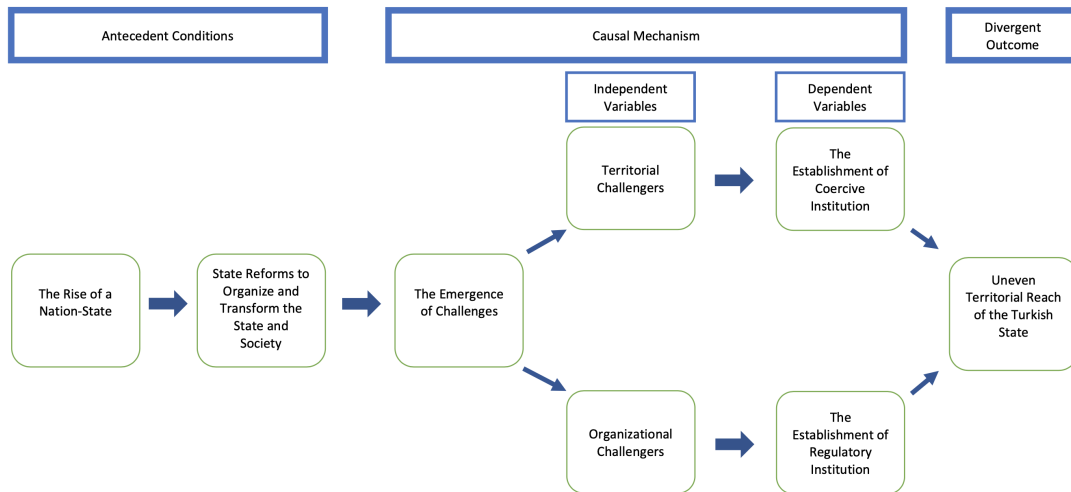 Antecedent Conditions
Causal Mechanism
Divergent
Outcome
Independent
Variables
Dependent
Variables
Territorial
Challengers
The
Establishment of
Coercive
Institution
The Rise of a
Nation-State
State Reforms to
Organize and
Transform the
State and
Society
The Emergence
of Challenges
Uneven
Territorial Reach
of the Turkish
State
Organizational
Challengers
The
Establishment of
Regulatory
Institution